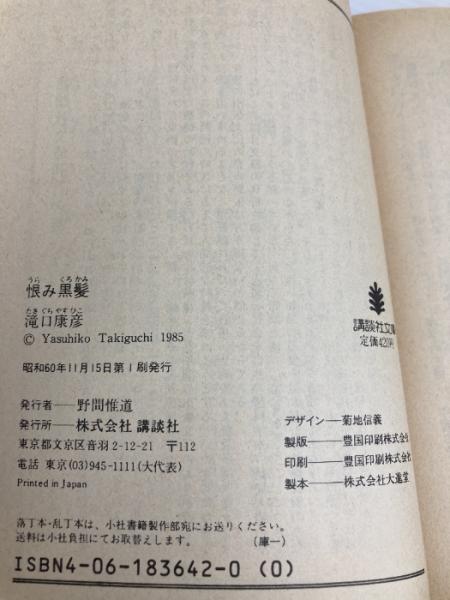 うら くろかみ
恨み黒髪
たき ぐち やす ひこ
滝口康彦
© Yasuhiko Takiguchi 1985
昭和60年11月15日第1刷発行
発行者——野間惟道
発行所——株式会社 講談社
東京都文京区音羽2-12-21 〒112
電話 東京(03)945-1111(大代表)
Printed in Japan
講談社文庫
定価420円
デザイン——菊地信義
製版——豊国印刷株式会
印刷——豊国印刷株式会
製本——株式会社大進堂
落丁本・乱丁本は、小社書籍製作部宛にお送りください。
送料は小社負担にてお取替えします。 (庫一)
ISBN4-06-183642-0 (0)